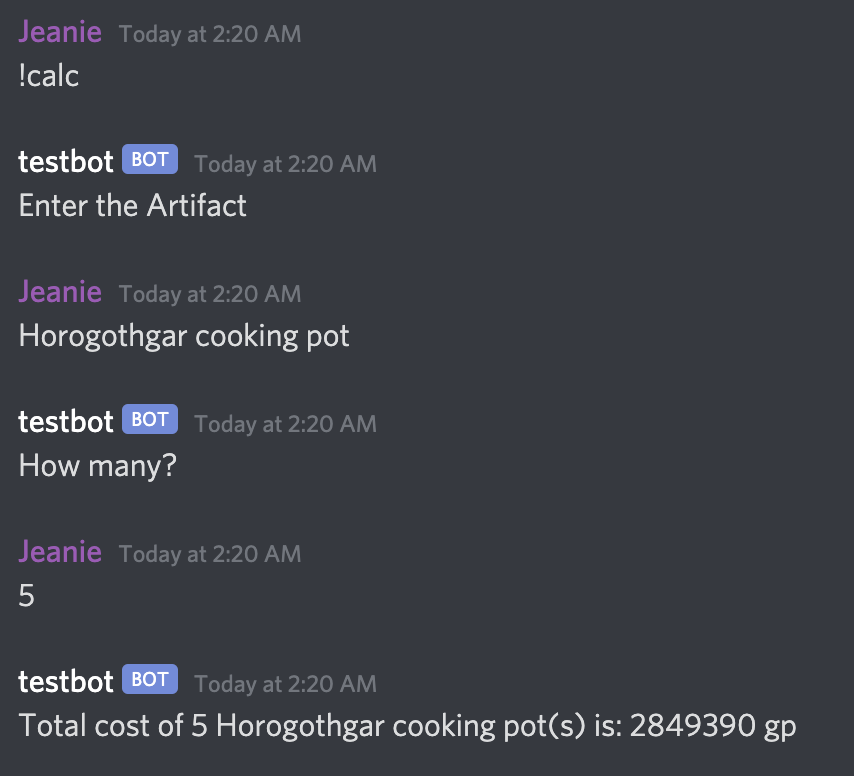 Jeanie Today at 2:20 AM
!calc
testbot BOT Today at 2:20 AM
Enter the Artifact
Jeanie Today at 2:20 AM
Horogothgar cooking pot
testbot BOT Today at 2:20 AM
How many?
Jeanie Today at 2:20 AM
5
testbot BOT Today at 2:20 AM
Total cost of 5 Horogothgar cooking pot(s) is: 2849390 gp